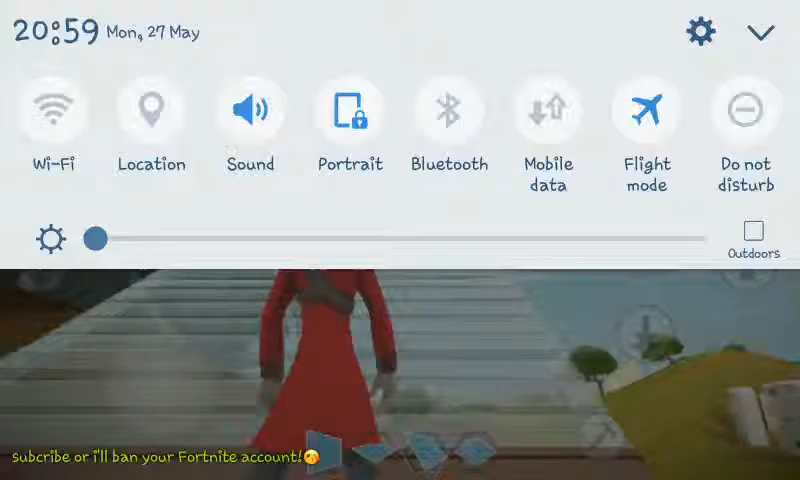 20:59 Mon, 27 May
Wi-Fi
Location
Sound
Portrait
Bluetooth
Mobile
data
Flight
mode
Do not
disturb
Outdoors
subcribe or i'll ban your Fortnite account!😘